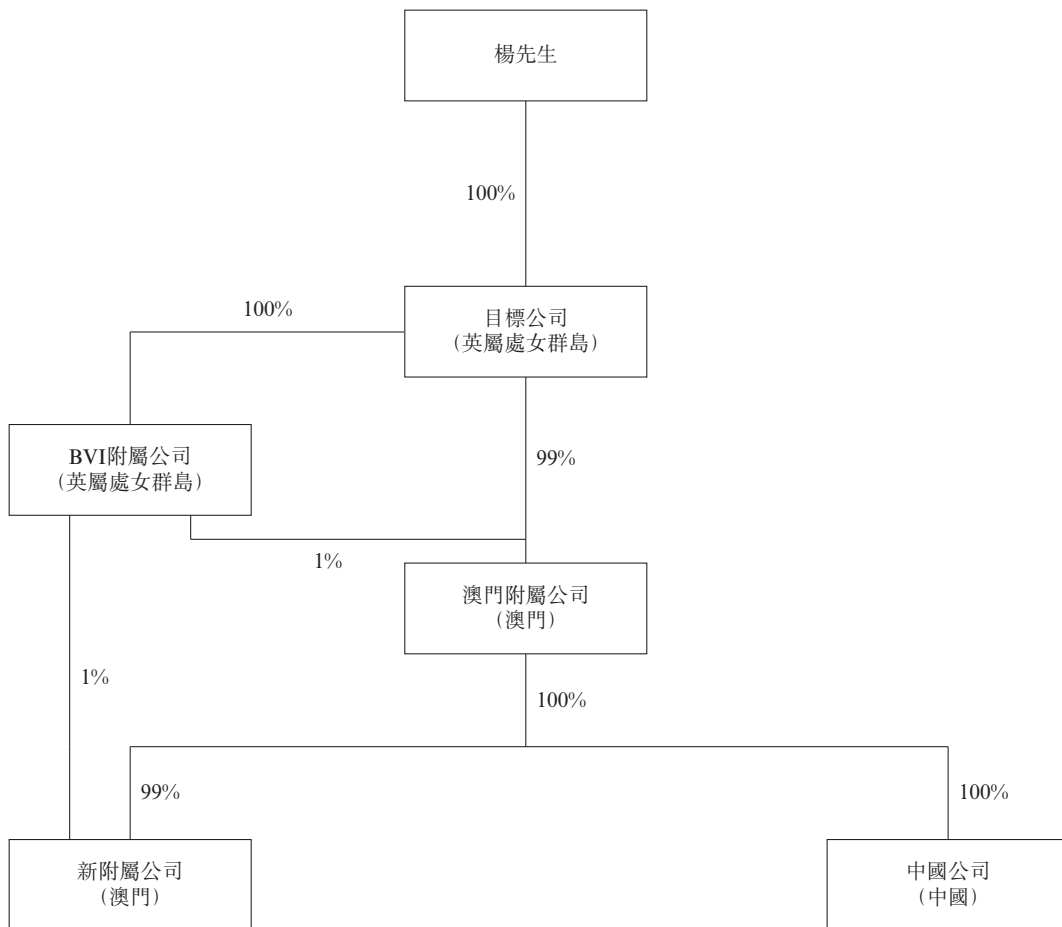 楊先生
100%
目標公司
（英屬處女群島）
100%
BVI附屬公司
（英屬處女群島）
99%
1%
澳門附屬公司
（澳門）
1%
100%
99%
100%
新附屬公司
（澳門）
中國公司
（中國）